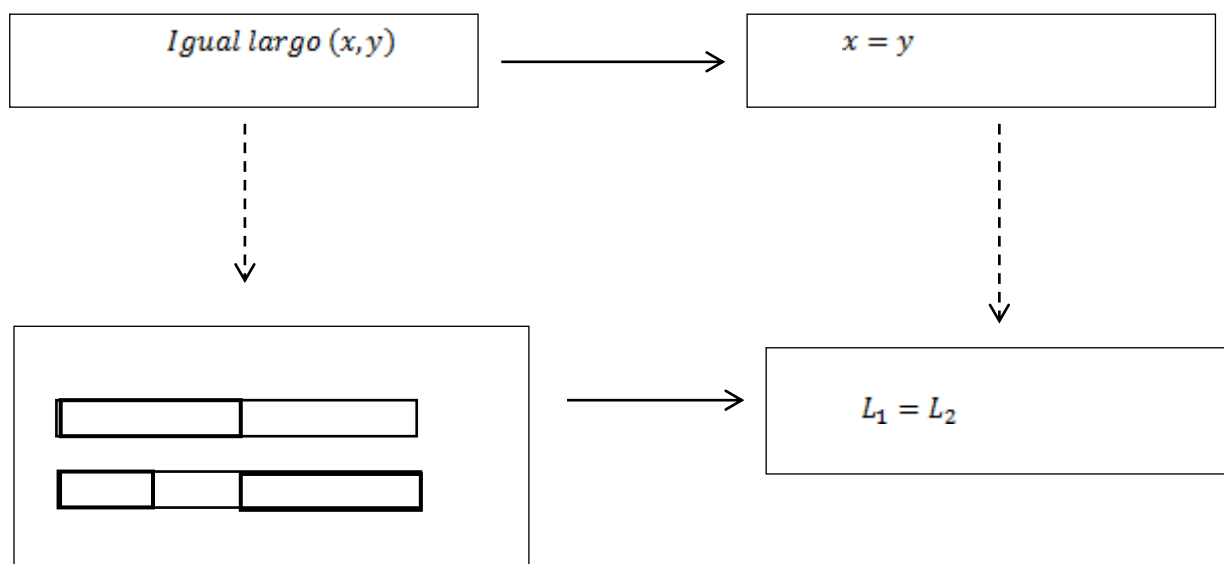 Igual largo (x, y)
x = y
L₁ = L₂